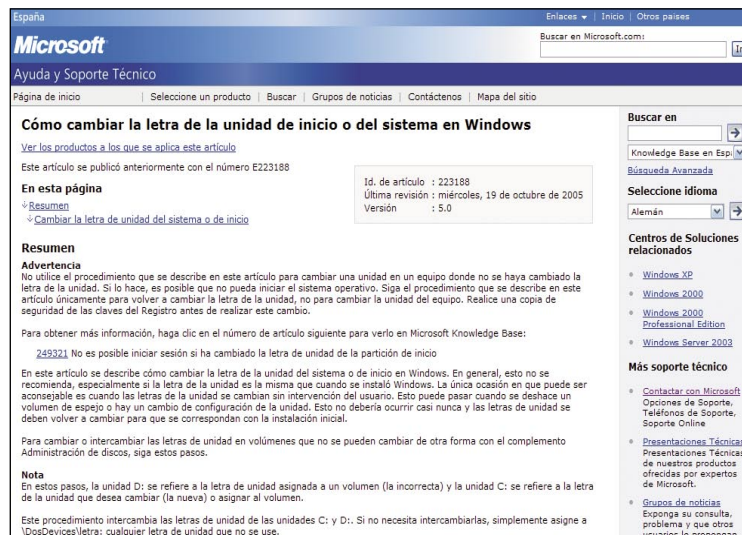 España
Enlaces | Inicio | Otros países
Microsoft
Buscar en Microsoft.com:
Ayuda y Soporte Técnico
Página de inicio | Seleccione un producto | Buscar | Grupos de noticias | Contáctenos | Mapa del sitio
Cómo cambiar la letra de la unidad de inicio o del sistema en Windows
Ver los productos a los que se aplica este artículo
Este artículo se publicó anteriormente con el número E223188
Id. de artículo : 223188
Última revisión : miércoles, 19 de octubre de 2005
Versión : 5.0
En esta página
Resumen
Cambiar la letra de unidad del sistema o de inicio
Resumen
Advertencia
No utilice el procedimiento que se describe en este artículo para cambiar una unidad en un equipo donde no se haya cambiado la
letra de la unidad. Si lo hace, es posible que no pueda iniciar el sistema operativo. Siga el procedimiento que se describe en este
artículo únicamente para volver a cambiar la letra de la unidad, no para cambiar la unidad del equipo. Realice una copia de
seguridad de las claves del Registro antes de realizar este cambio.
Para obtener más información, haga clic en el número de artículo siguiente para verlo en Microsoft Knowledge Base:
249321 No es posible iniciar sesión si ha cambiado la letra de unidad de la partición de inicio
En este artículo se describe cómo cambiar la letra de la unidad del sistema o de inicio en Windows. En general, esto no se
recomienda, especialmente si la letra de la unidad es la misma que cuando se instaló Windows. La única ocasión en que puede ser
aconsejable es cuando las letras de la unidad se cambian sin intervención del usuario. Esto puede pasar cuando se deshace un
volumen de espejo o hay un cambio de configuración de la unidad. Esto no debería ocurrir casi nunca y las letras de unidad se
deben volver a cambiar para que se correspondan con la instalación inicial.
Para cambiar o intercambiar las letras de unidad en volúmenes que no se pueden cambiar de otra forma con el complemento
Administración de discos, siga estos pasos.
Nota
En estos pasos, la unidad D: se refiere a la letra de unidad asignada a un volumen (la incorrecta) y la unidad C: se refiere a la letra
de la unidad que desea cambiar (la nueva) o asignar al volumen.
Este procedimiento intercambia las letras de unidad de las unidades C: y D:. Si no necesita intercambiarlas, simplemente asigne a
\DosDevices\letra: cualquier letra de unidad que no se use.
Buscar en
Knowledge Base en Esp
Búsqueda Avanzada
Seleccione idioma
Alemán
Centros de Soluciones
relacionados
Windows XP
Windows 2000
Windows 2000
Professional Edition
Windows Server 2003
Más soporte técnico
Contactar con Microsoft
Opciones de Soporte,
Teléfonos de Soporte,
Soporte Online
Presentaciones Técnicas
Presentaciones Técnicas
de nuestros productos
ofrecidas por expertos
de Microsoft.
Grupos de noticias
Exponga su consulta,
problema y que otros